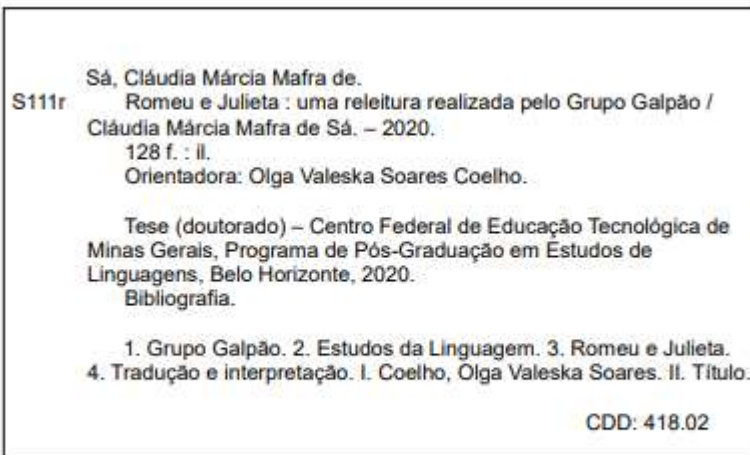 Sá, Cláudia Márcia Mafra de.
S111r Romeu e Julieta : uma releitura realizada pelo Grupo Galpão /
Cláudia Márcia Mafra de Sá. – 2020.
128 f. : il.
Orientadora: Olga Valeska Soares Coelho.
Tese (doutorado) – Centro Federal de Educação Tecnológica de
Minas Gerais, Programa de Pós-Graduação em Estudos de
Linguagens, Belo Horizonte, 2020.
Bibliografia.
1. Grupo Galpão. 2. Estudos da Linguagem. 3. Romeu e Julieta.
4. Tradução e interpretação. I. Coelho, Olga Valeska Soares. II. Título.
CDD: 418.02